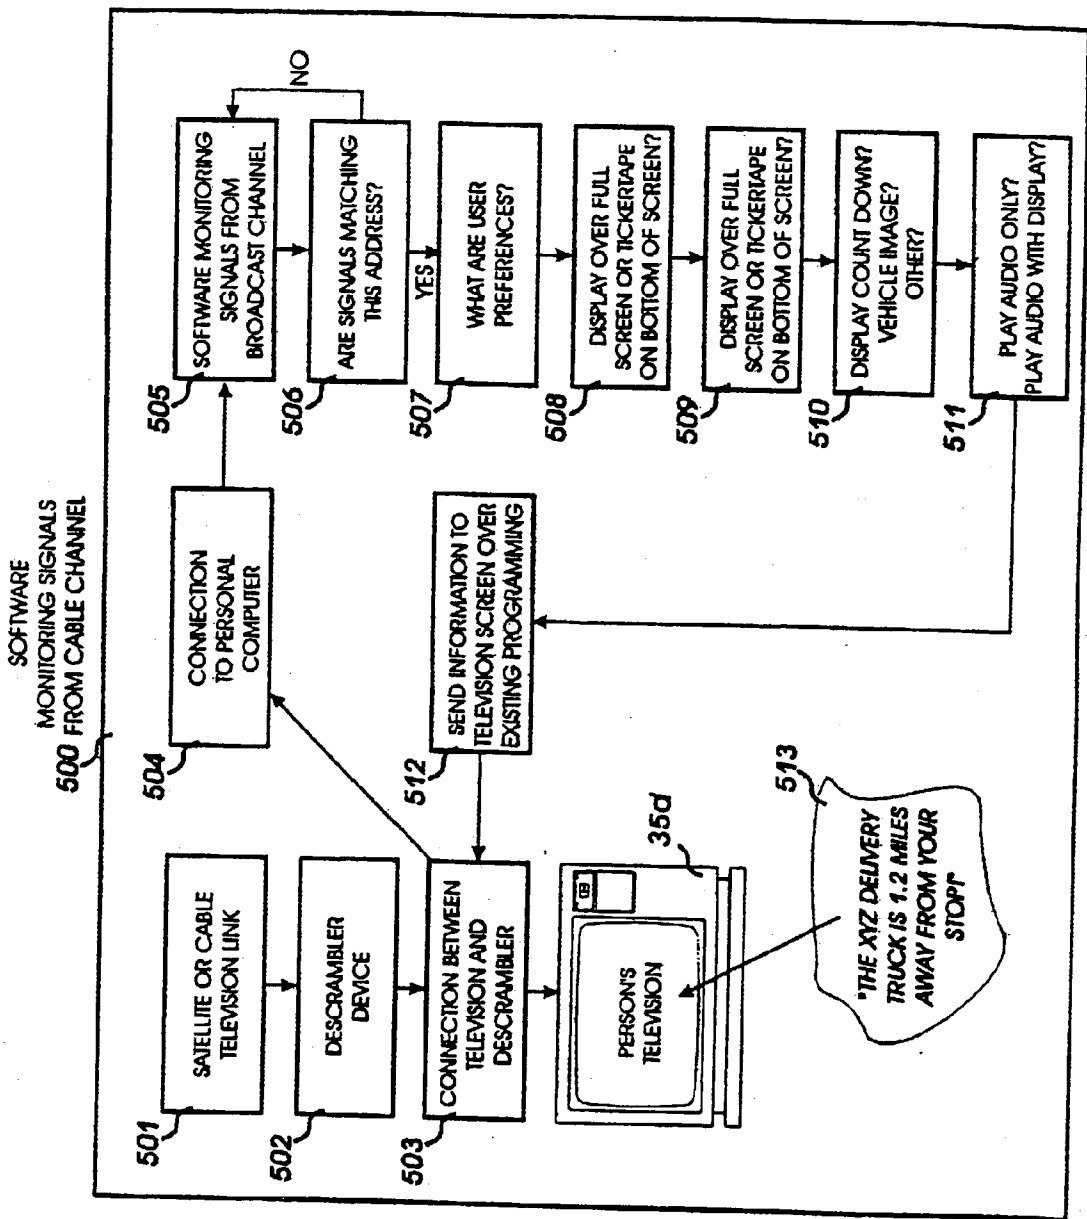 SOFTWARE
MONITORING SIGNALS
FROM CABLE CHANNEL
500
501
SATELLITE OR CABLE
TELEVISION LINK
502
DESCRAMBLER
DEVICE
503
CONNECTION BETWEEN
TELEVISION AND
DESCRAMBLER
PERSON'S
TELEVISION
03
35d
504
CONNECTION
TO PERSONAL
COMPUTER
512
SEND INFORMATION TO
TELEVISION SCREEN OVER
EXISTING PROGRAMMING
513
"THE XYZ DELIVERY
TRUCK IS 1.2 MILES
AWAY FROM YOUR
STOP!"
505
SOFTWARE MONITORING
SIGNALS FROM
BROADCAST CHANNEL
NO
506
ARE SIGNALS MATCHING
THIS ADDRESS?
YES
507
WHAT ARE USER
PREFERENCES?
508
DISPLAY OVER FULL
SCREEN OR TICKERTAPE
ON BOTTOM OF SCREEN?
509
DISPLAY OVER FULL
SCREEN OR TICKERTAPE
ON BOTTOM OF SCREEN?
510
DISPLAY COUNT DOWN?
VEHICLE IMAGE?
OTHER?
511
PLAY AUDIO ONLY?
PLAY AUDIO WITH DISPLAY?